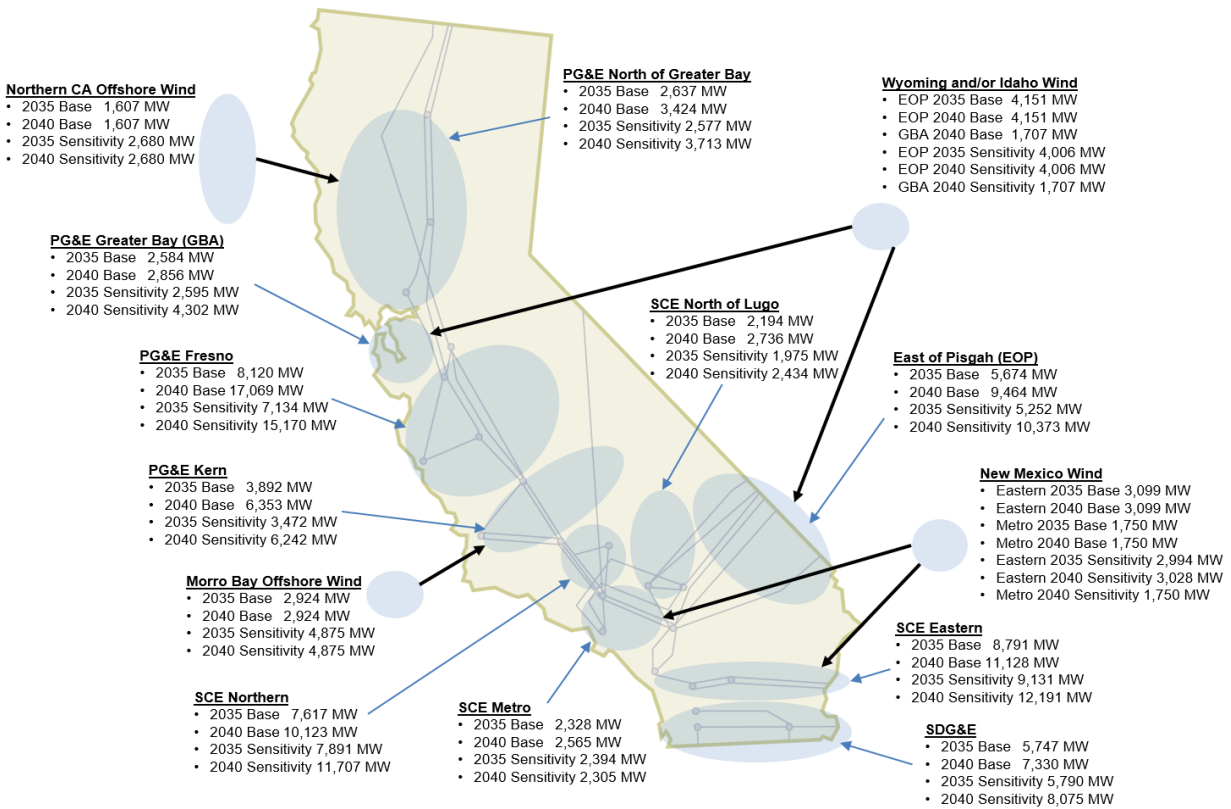 Northern CA Offshore Wind
• 2035 Base 1,607 MW
• 2040 Base 1,607 MW
• 2035 Sensitivity 2,680 MW
• 2040 Sensitivity 2,680 MW
PG&E North of Greater Bay
• 2035 Base 2,637 MW
• 2040 Base 3,424 MW
• 2035 Sensitivity 2,577 MW
• 2040 Sensitivity 3,713 MW
Wyoming and/or Idaho Wind
• EOP 2035 Base 4,151 MW
• EOP 2040 Base 4,151 MW
• GBA 2040 Base 1,707 MW
• EOP 2035 Sensitivity 4,006 MW
• EOP 2040 Sensitivity 4,006 MW
• GBA 2040 Sensitivity 1,707 MW
PG&E Greater Bay (GBA)
• 2035 Base 2,584 MW
• 2040 Base 2,856 MW
• 2035 Sensitivity 2,595 MW
• 2040 Sensitivity 4,302 MW
SCE North of Lugo
• 2035 Base 2,194 MW
• 2040 Base 2,736 MW
• 2035 Sensitivity 1,975 MW
• 2040 Sensitivity 2,434 MW
PG&E Fresno
• 2035 Base 8,120 MW
• 2040 Base 17,069 MW
• 2035 Sensitivity 7,134 MW
• 2040 Sensitivity 15,170 MW
East of Pisgah (EOP)
• 2035 Base 5,674 MW
• 2040 Base 9,464 MW
• 2035 Sensitivity 5,252 MW
• 2040 Sensitivity 10,373 MW
PG&E Kern
• 2035 Base 3,892 MW
• 2040 Base 6,353 MW
• 2035 Sensitivity 3,472 MW
• 2040 Sensitivity 6,242 MW
New Mexico Wind
• Eastern 2035 Base 3,099 MW
• Eastern 2040 Base 3,099 MW
• Metro 2035 Base 1,750 MW
• Metro 2040 Base 1,750 MW
• Eastern 2035 Sensitivity 2,994 MW
• Eastern 2040 Sensitivity 3,028 MW
• Metro 2040 Sensitivity 1,750 MW
Morro Bay Offshore Wind
• 2035 Base 2,924 MW
• 2040 Base 2,924 MW
• 2035 Sensitivity 4,875 MW
• 2040 Sensitivity 4,875 MW
SCE Eastern
• 2035 Base 8,791 MW
• 2040 Base 11,128 MW
• 2035 Sensitivity 9,131 MW
• 2040 Sensitivity 12,191 MW
SCE Northern
• 2035 Base 7,617 MW
• 2040 Base 10,123 MW
• 2035 Sensitivity 7,891 MW
• 2040 Sensitivity 11,707 MW
SCE Metro
• 2035 Base 2,328 MW
• 2040 Base 2,565 MW
• 2035 Sensitivity 2,394 MW
• 2040 Sensitivity 2,305 MW
SDG&E
• 2035 Base 5,747 MW
• 2040 Base 7,330 MW
• 2035 Sensitivity 5,790 MW
• 2040 Sensitivity 8,075 MW